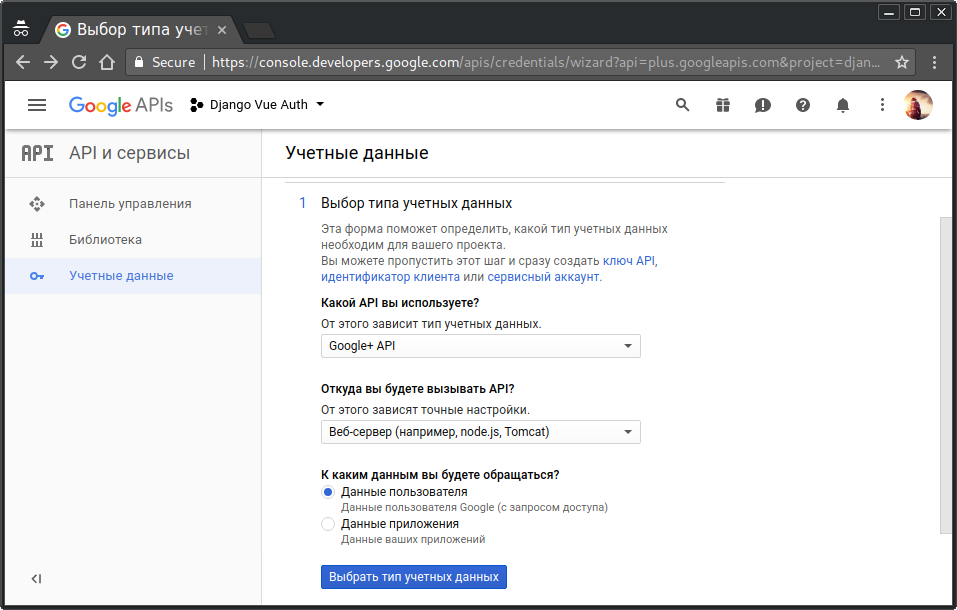 Выбор типа учет
Secure
https://console.developers.google.com/apis/credentials/wizard?api=plus.googleapis.com&project=djan...
Google APIs
Django Vue Auth
API
API и сервисы
Учетные данные
Панель управления
Библиотека
Учетные данные
1 Выбор типа учетных данных
Эта форма поможет определить, какой тип учетных данных
необходим для вашего проекта.
Вы можете пропустить этот шаг и сразу создать ключ API,
идентификатор клиента или сервисный аккаунт.
Какой API вы используете?
От этого зависит тип учетных данных.
Google+ API
Откуда вы будете вызывать API?
От этого зависят точные настройки.
Веб-сервер (например, node.js, Tomcat)
К каким данным вы будете обращаться?
Данные пользователя
Данные пользователя Google (с запросом доступа)
Данные приложения
Данные ваших приложений
Выбрать тип учетных данных